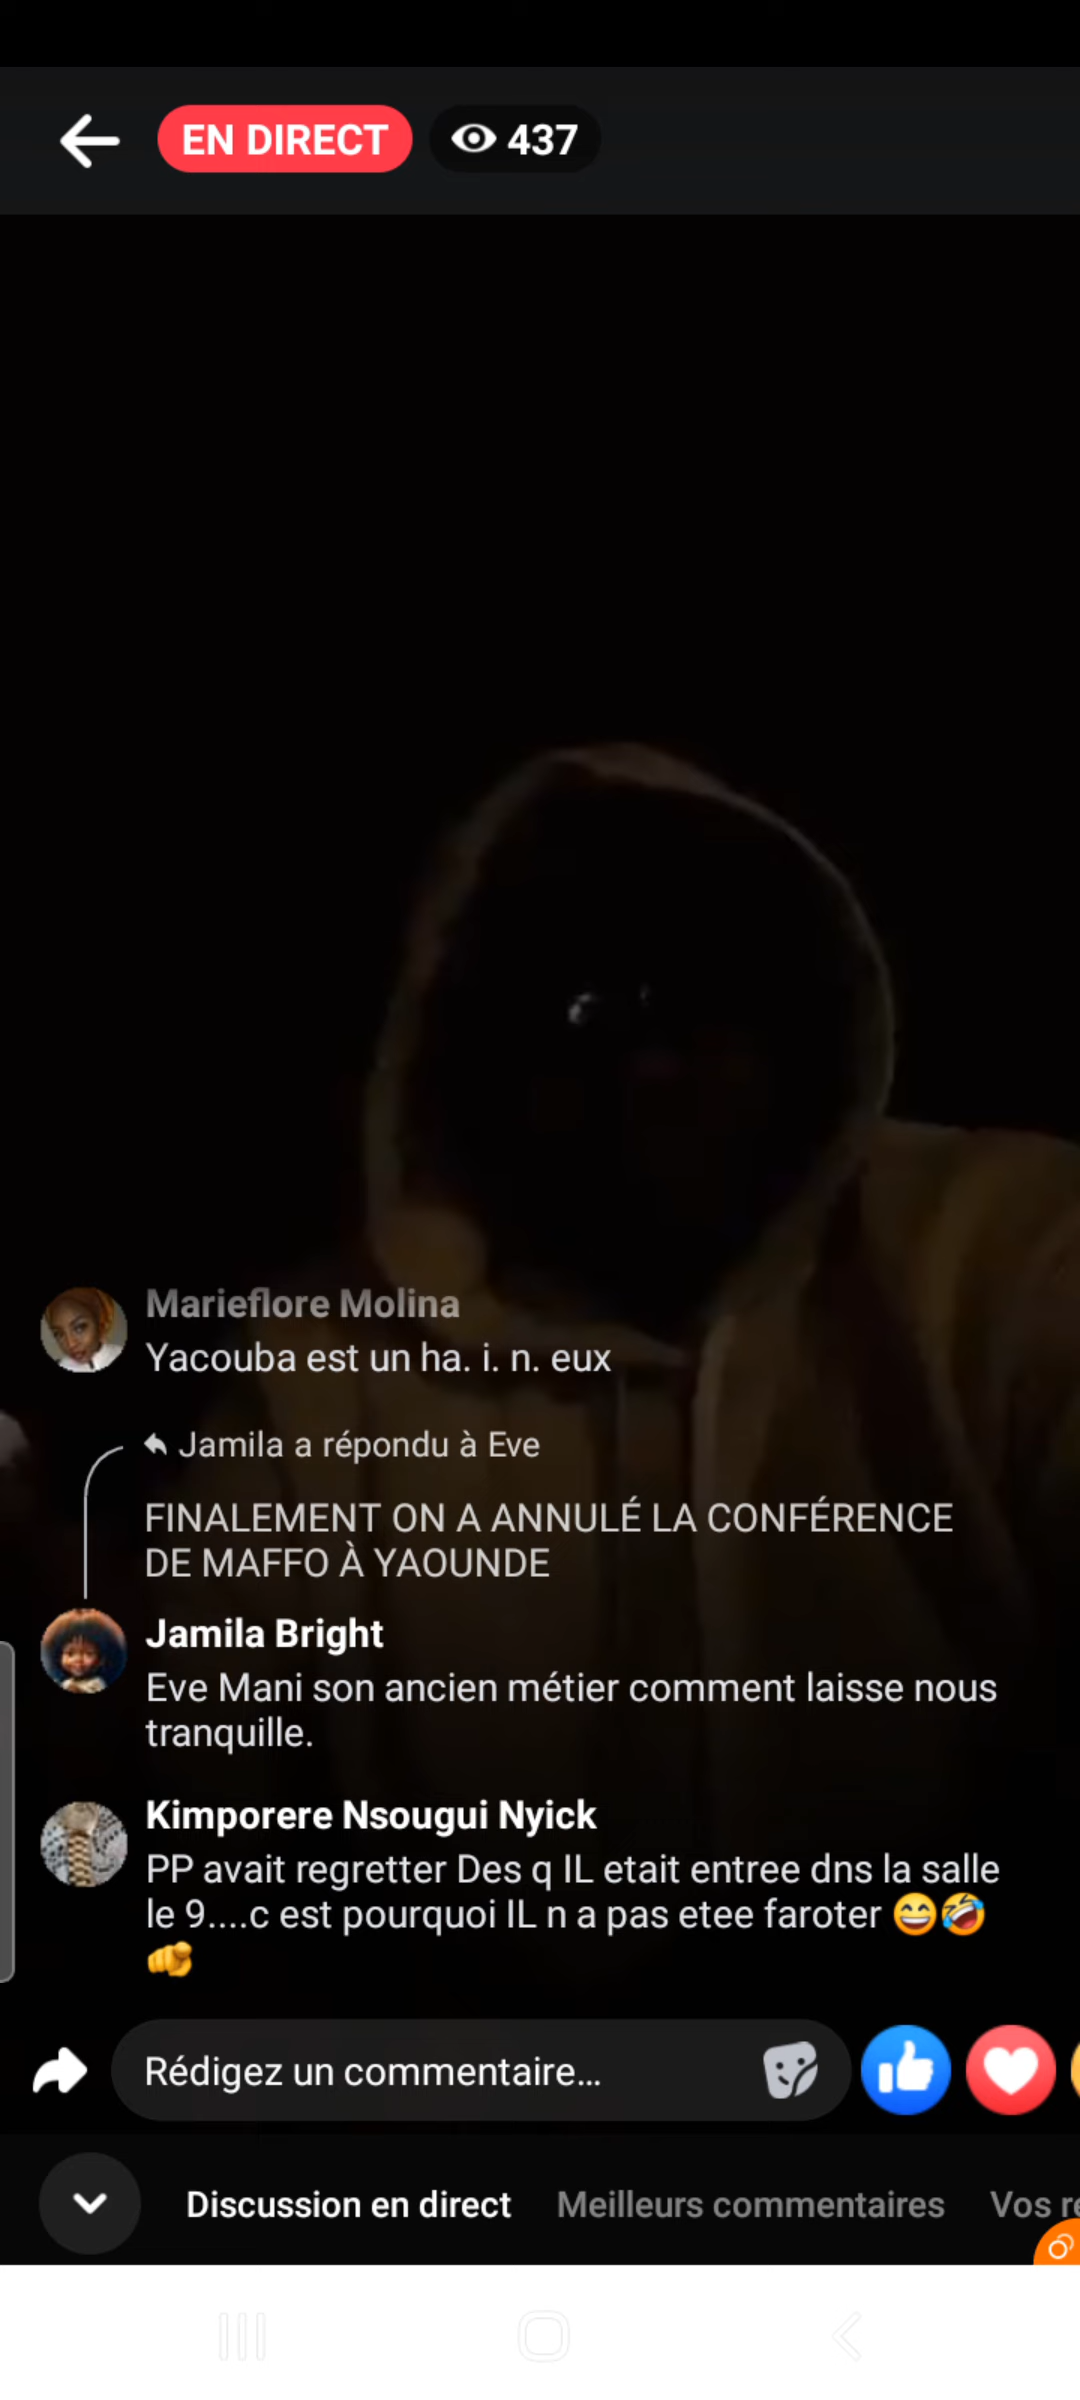 EN DIRECT 437
Marieflore Molina
Yacouba est un ha. i. n. eux
Jamila a répondu à Eve
FINALEMENT ON A ANNULÉ LA CONFÉRENCE
DE MAFFO À YAOUNDE
Jamila Bright
Eve Mani son ancien métier comment laisse nous
tranquille.
Kimporere Nsougui Nyick
PP avait regretter Des q IL etait entree dns la salle
le 9....c est pourquoi IL n a pas etee faroter 😄🤣
🫵
Rédigez un commentaire...
Discussion en direct Meilleurs commentaires Vos re